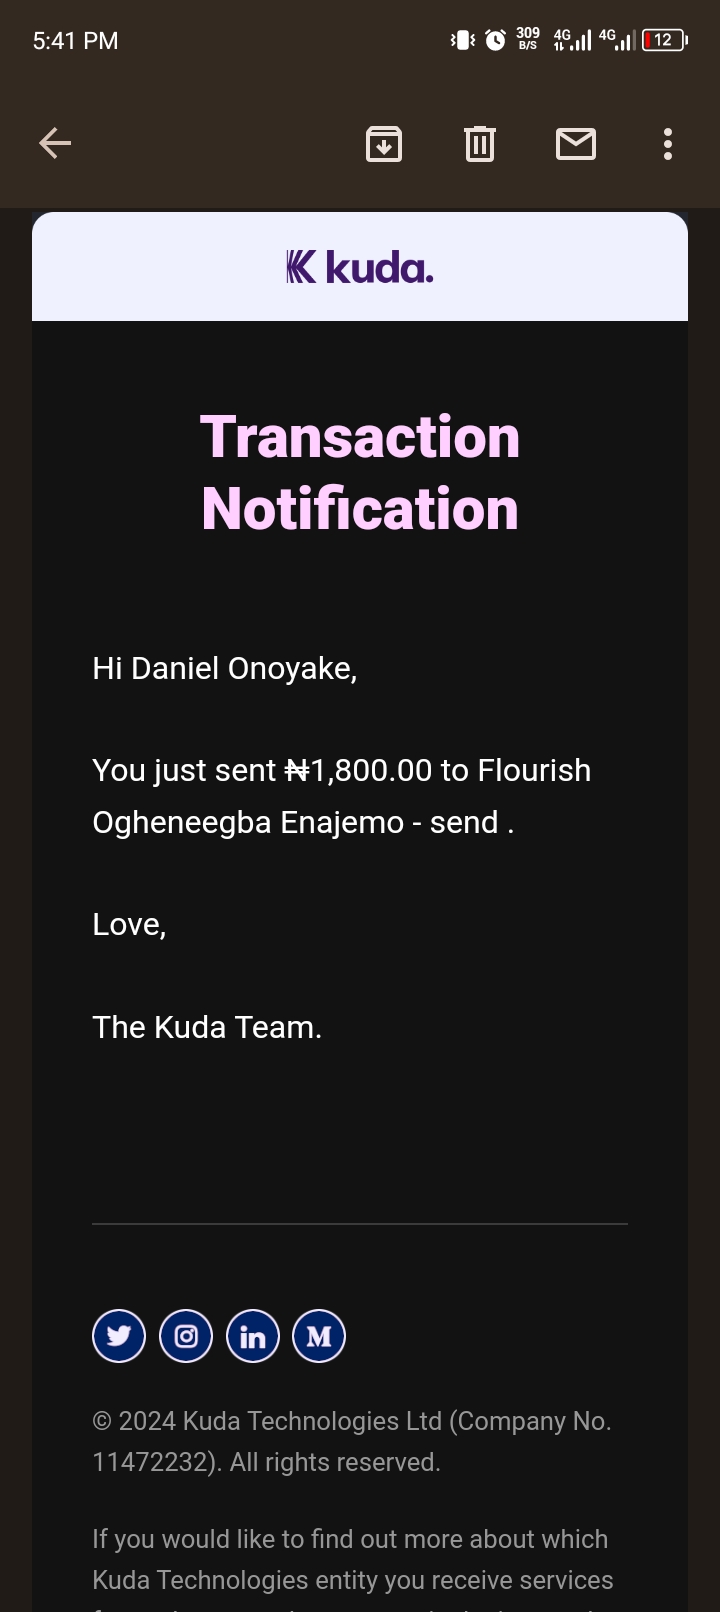 5:41 PM
309
B/S
4G
4G
12
kuda.
Transaction
Notification
Hi Daniel Onoyake,
You just sent ₦1,800.00 to Flourish
Ogheneegba Enajemo - send .
Love,
The Kuda Team.
© 2024 Kuda Technologies Ltd (Company No.
11472232). All rights reserved.
If you would like to find out more about which
Kuda Technologies entity you receive services